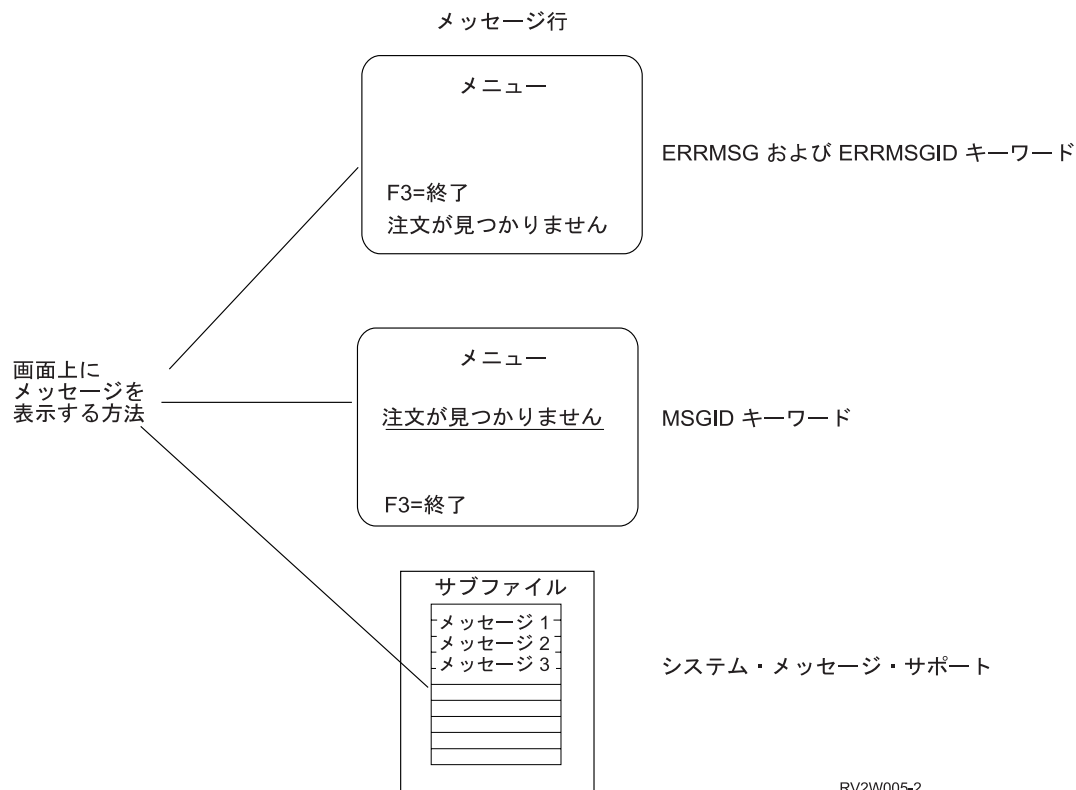 メッセージ行
メニュー
F3=終了
注文が見つかりません
ERRMSG および ERRMSGID キーワード
画面上に
メッセージを
表示する方法
メニュー
注文が見つかりません
F3=終了
MSGID キーワード
サブファイル
メッセージ 1
メッセージ 2
メッセージ 3
システム・メッセージ・サポート
RV2W005-2